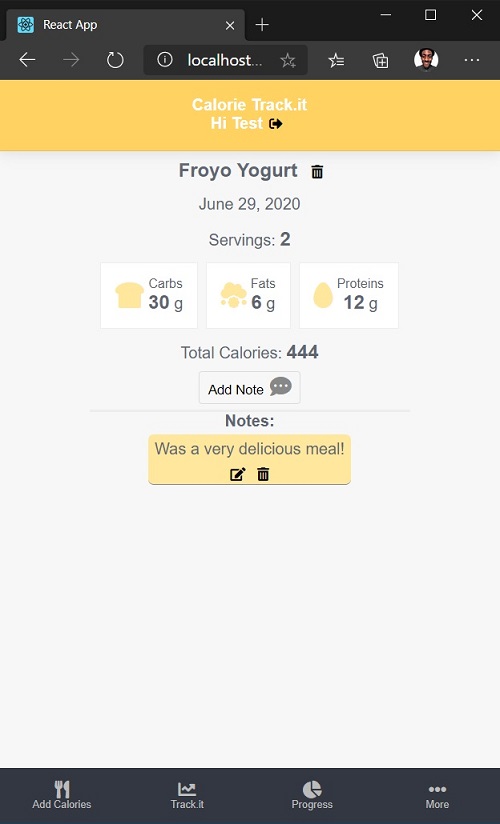 React App
localhost...
Calorie Track.it
Hi Test
Froyo Yogurt
June 29, 2020
Servings: 2
Carbs
30 g
Fats
6 g
Proteins
12 g
Total Calories: 444
Add Note
Notes:
Was a very delicious meal!
Add Calories
Track.it
Progress
More